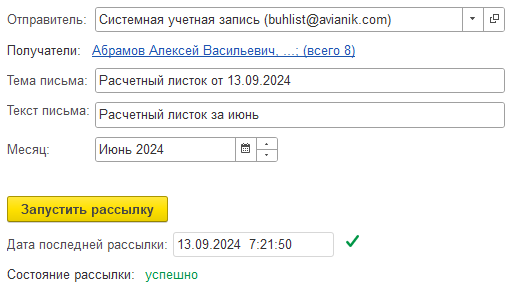 Отправитель: Системная учетная запись (buhlist@avianik.com)
Получатели: Абрамов Алексей Васильевич, ...; (всего 8)
Тема письма: Расчетный листок от 13.09.2024
Текст письма: Расчетный листок за июнь
Месяц: Июнь 2024
Запустить рассылку
Дата последней рассылки: 13.09.2024 7:21:50
Состояние рассылки: успешно